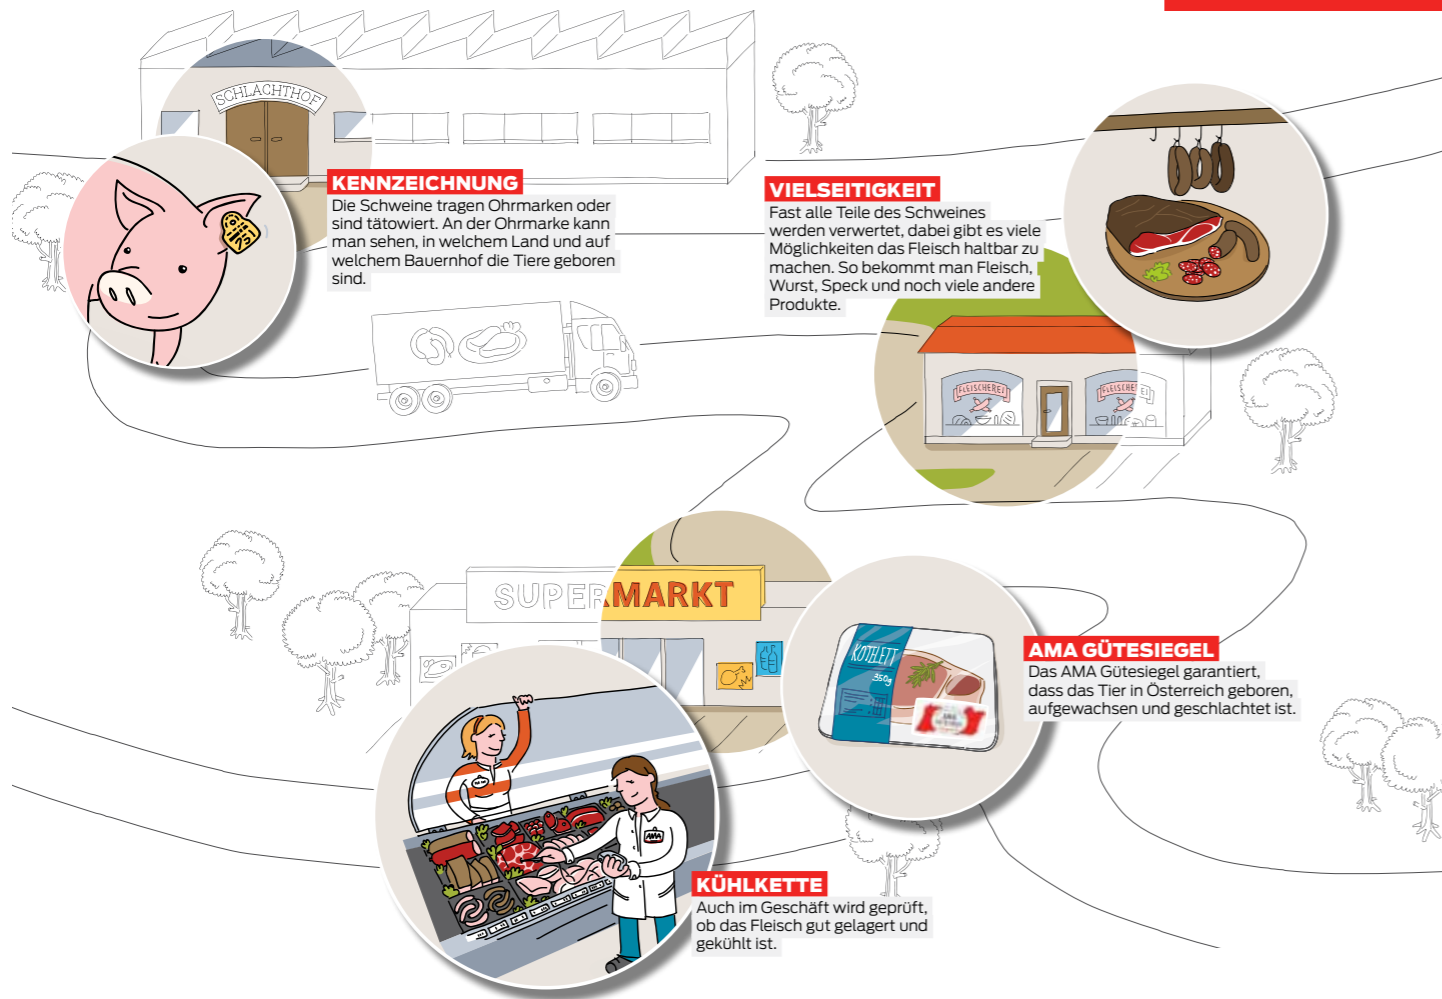 SCHLACHTHOF
KENNZEICHNUNG
Die Schweine tragen Ohrmarken oder
sind tätowiert. An der Ohrmarke kann
man sehen, in welchem Land und auf
welchem Bauernhof die Tiere geboren
sind.
VIELSEITIGKEIT
Fast alle Teile des Schweines
werden verwertet, dabei gibt es viele
Möglichkeiten das Fleisch haltbar zu
machen. So bekommt man Fleisch,
Wurst, Speck und noch viele andere
Produkte.
FLEISCHEREI
FLEISCHEREI
SUPERMARKT
KOTELETT
350g
AMA
AMA GÜTESIEGEL
Das AMA Gütesiegel garantiert,
dass das Tier in Österreich geboren,
aufgewachsen und geschlachtet ist.
AMA
KÜHLKETTE
Auch im Geschäft wird geprüft,
ob das Fleisch gut gelagert und
gekühlt ist.